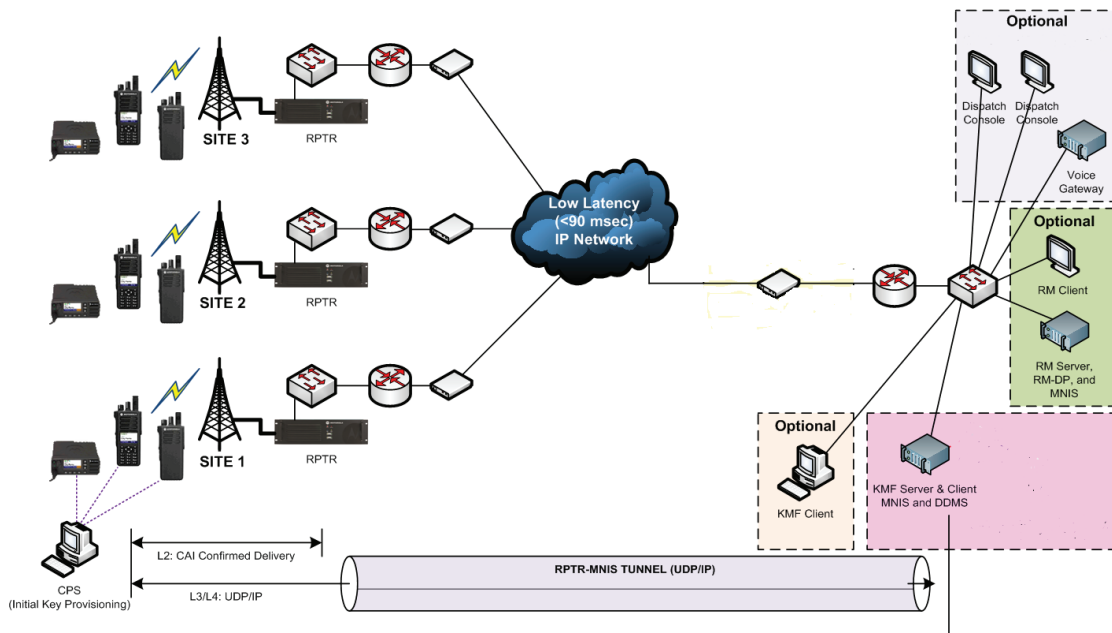 Optional
Dispatch
Console
Dispatch
Console
Voice
Gateway
SITE 3
RPTR
Low Latency
(<90 msec)
IP Network
Optional
RM Client
RM Server,
RM-DP, and
MNIS
SITE 2
RPTR
SITE 1
RPTR
Optional
KMF Client
KMF Server & Client
MNIS and DDMS
CPS
(Initial Key Provisioning)
L2: CAI Confirmed Delivery
L3/L4: UDP/IP
RPTR-MNIS TUNNEL (UDP/IP)